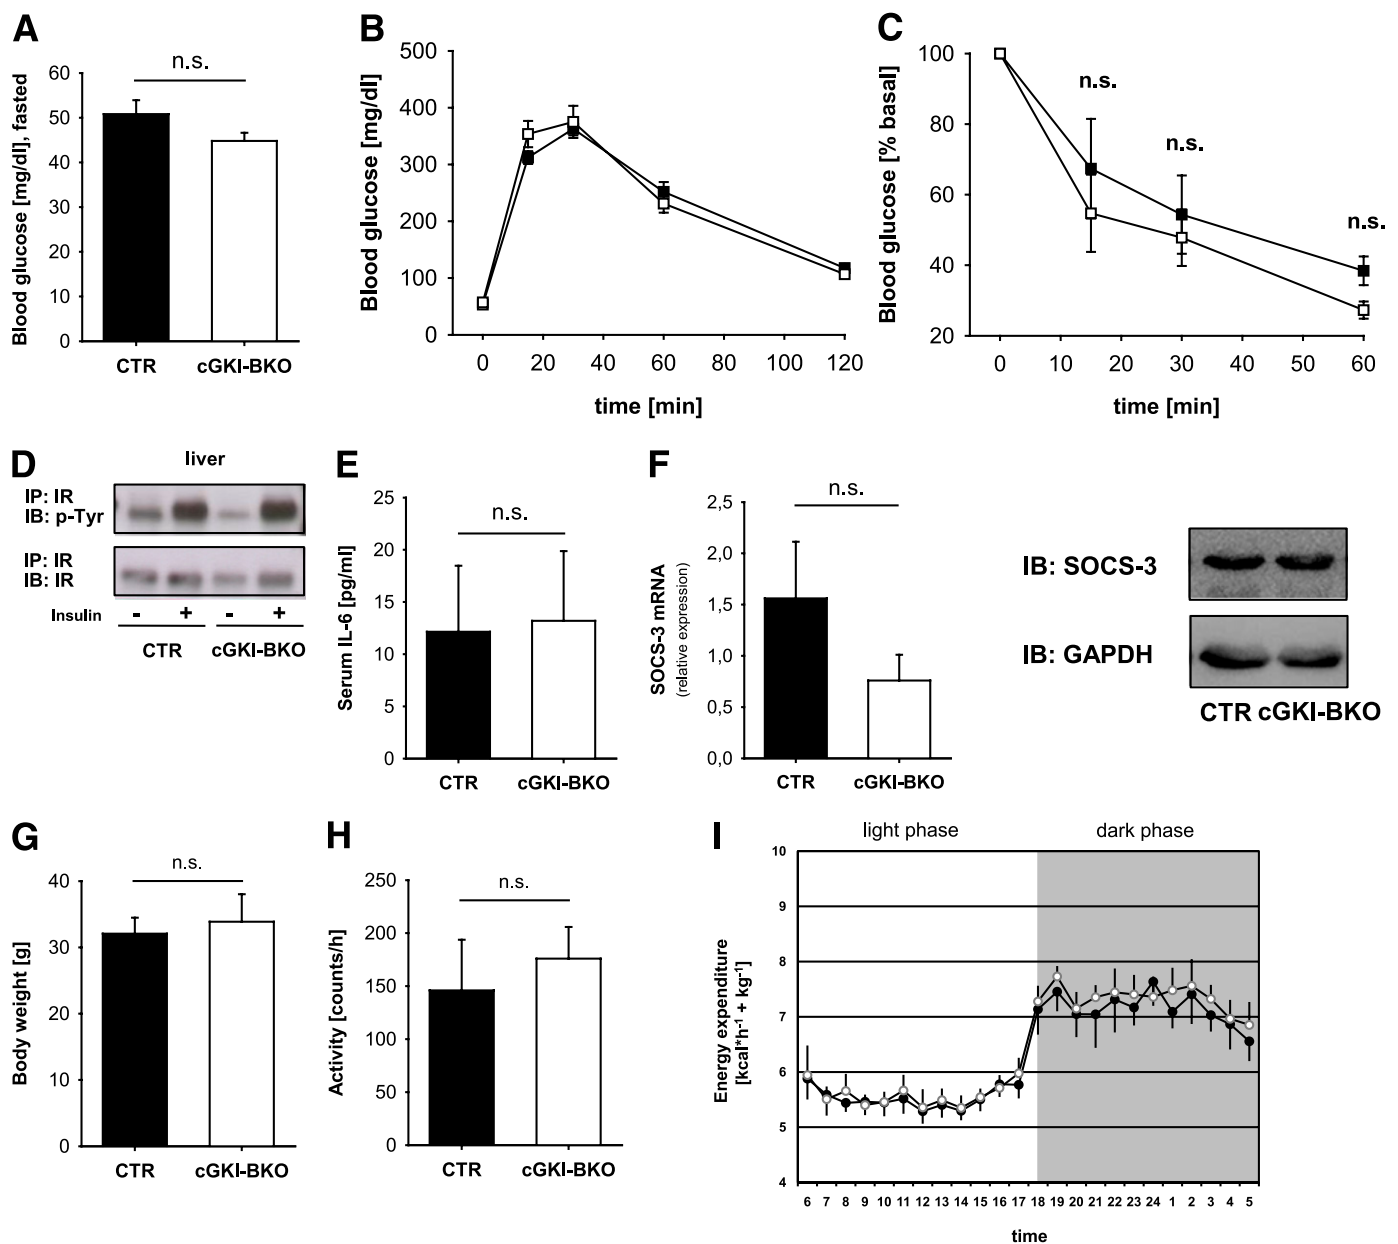 A
Blood glucose [mg/dl], fasted
n.s.
60
50
40
30
20
10
0
CTR
cGKI-BKO
B
Blood glucose [mg/dl]
500
400
300
200
100
0
0 20 40 60 80 100 120
time [min]
C
Blood glucose [% basal]
100
80
60
40
20
n.s.
n.s.
n.s.
0 10 20 30 40 50 60
time [min]
D
liver
IP: IR
IB: p-Tyr
IP: IR
IB: IR
Insulin - + - +
CTR cGKI-BKO
E
Serum IL-6 [pg/ml]
n.s.
25
20
15
10
5
0
CTR
cGKI-BKO
F
SOCS-3 mRNA
(relative expression)
n.s.
2,5
2,0
1,5
1,0
0,5
0,0
CTR
cGKI-BKO
IB: SOCS-3
IB: GAPDH
CTR cGKI-BKO
G
Body weight [g]
n.s.
40
30
20
10
0
CTR
cGKI-BKO
H
Activity [counts/h]
n.s.
250
200
150
100
50
0
CTR
cGKI-BKO
I
light phase
dark phase
Energy expenditure
[kcal*h-1 + kg-1]
10
9
8
7
6
5
4
6 7 8 9 10 11 12 13 14 15 16 17 18 19 20 21 22 23 24 1 2 3 4 5
time